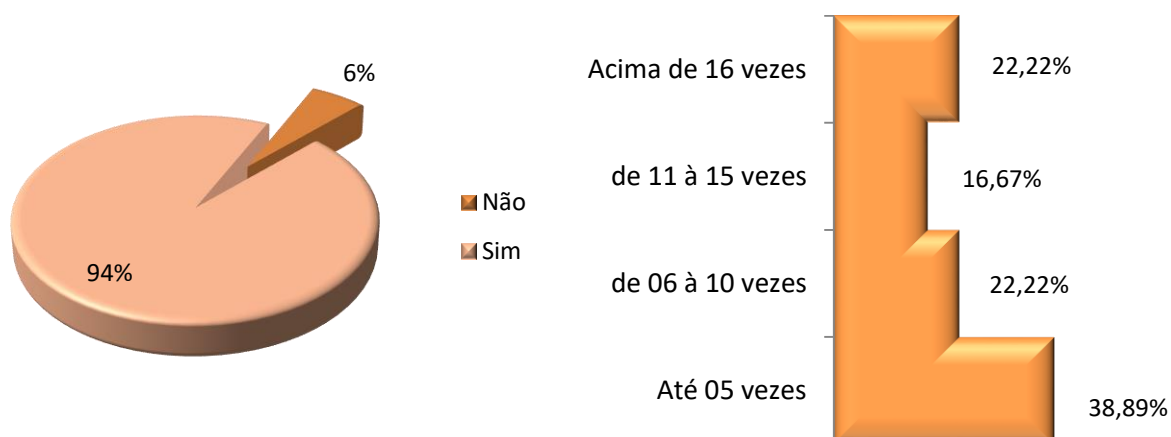 6%
94%
Não
Sim
Acima de 16 vezes
22,22%
de 11 à 15 vezes
16,67%
de 06 à 10 vezes
22,22%
Até 05 vezes
38,89%